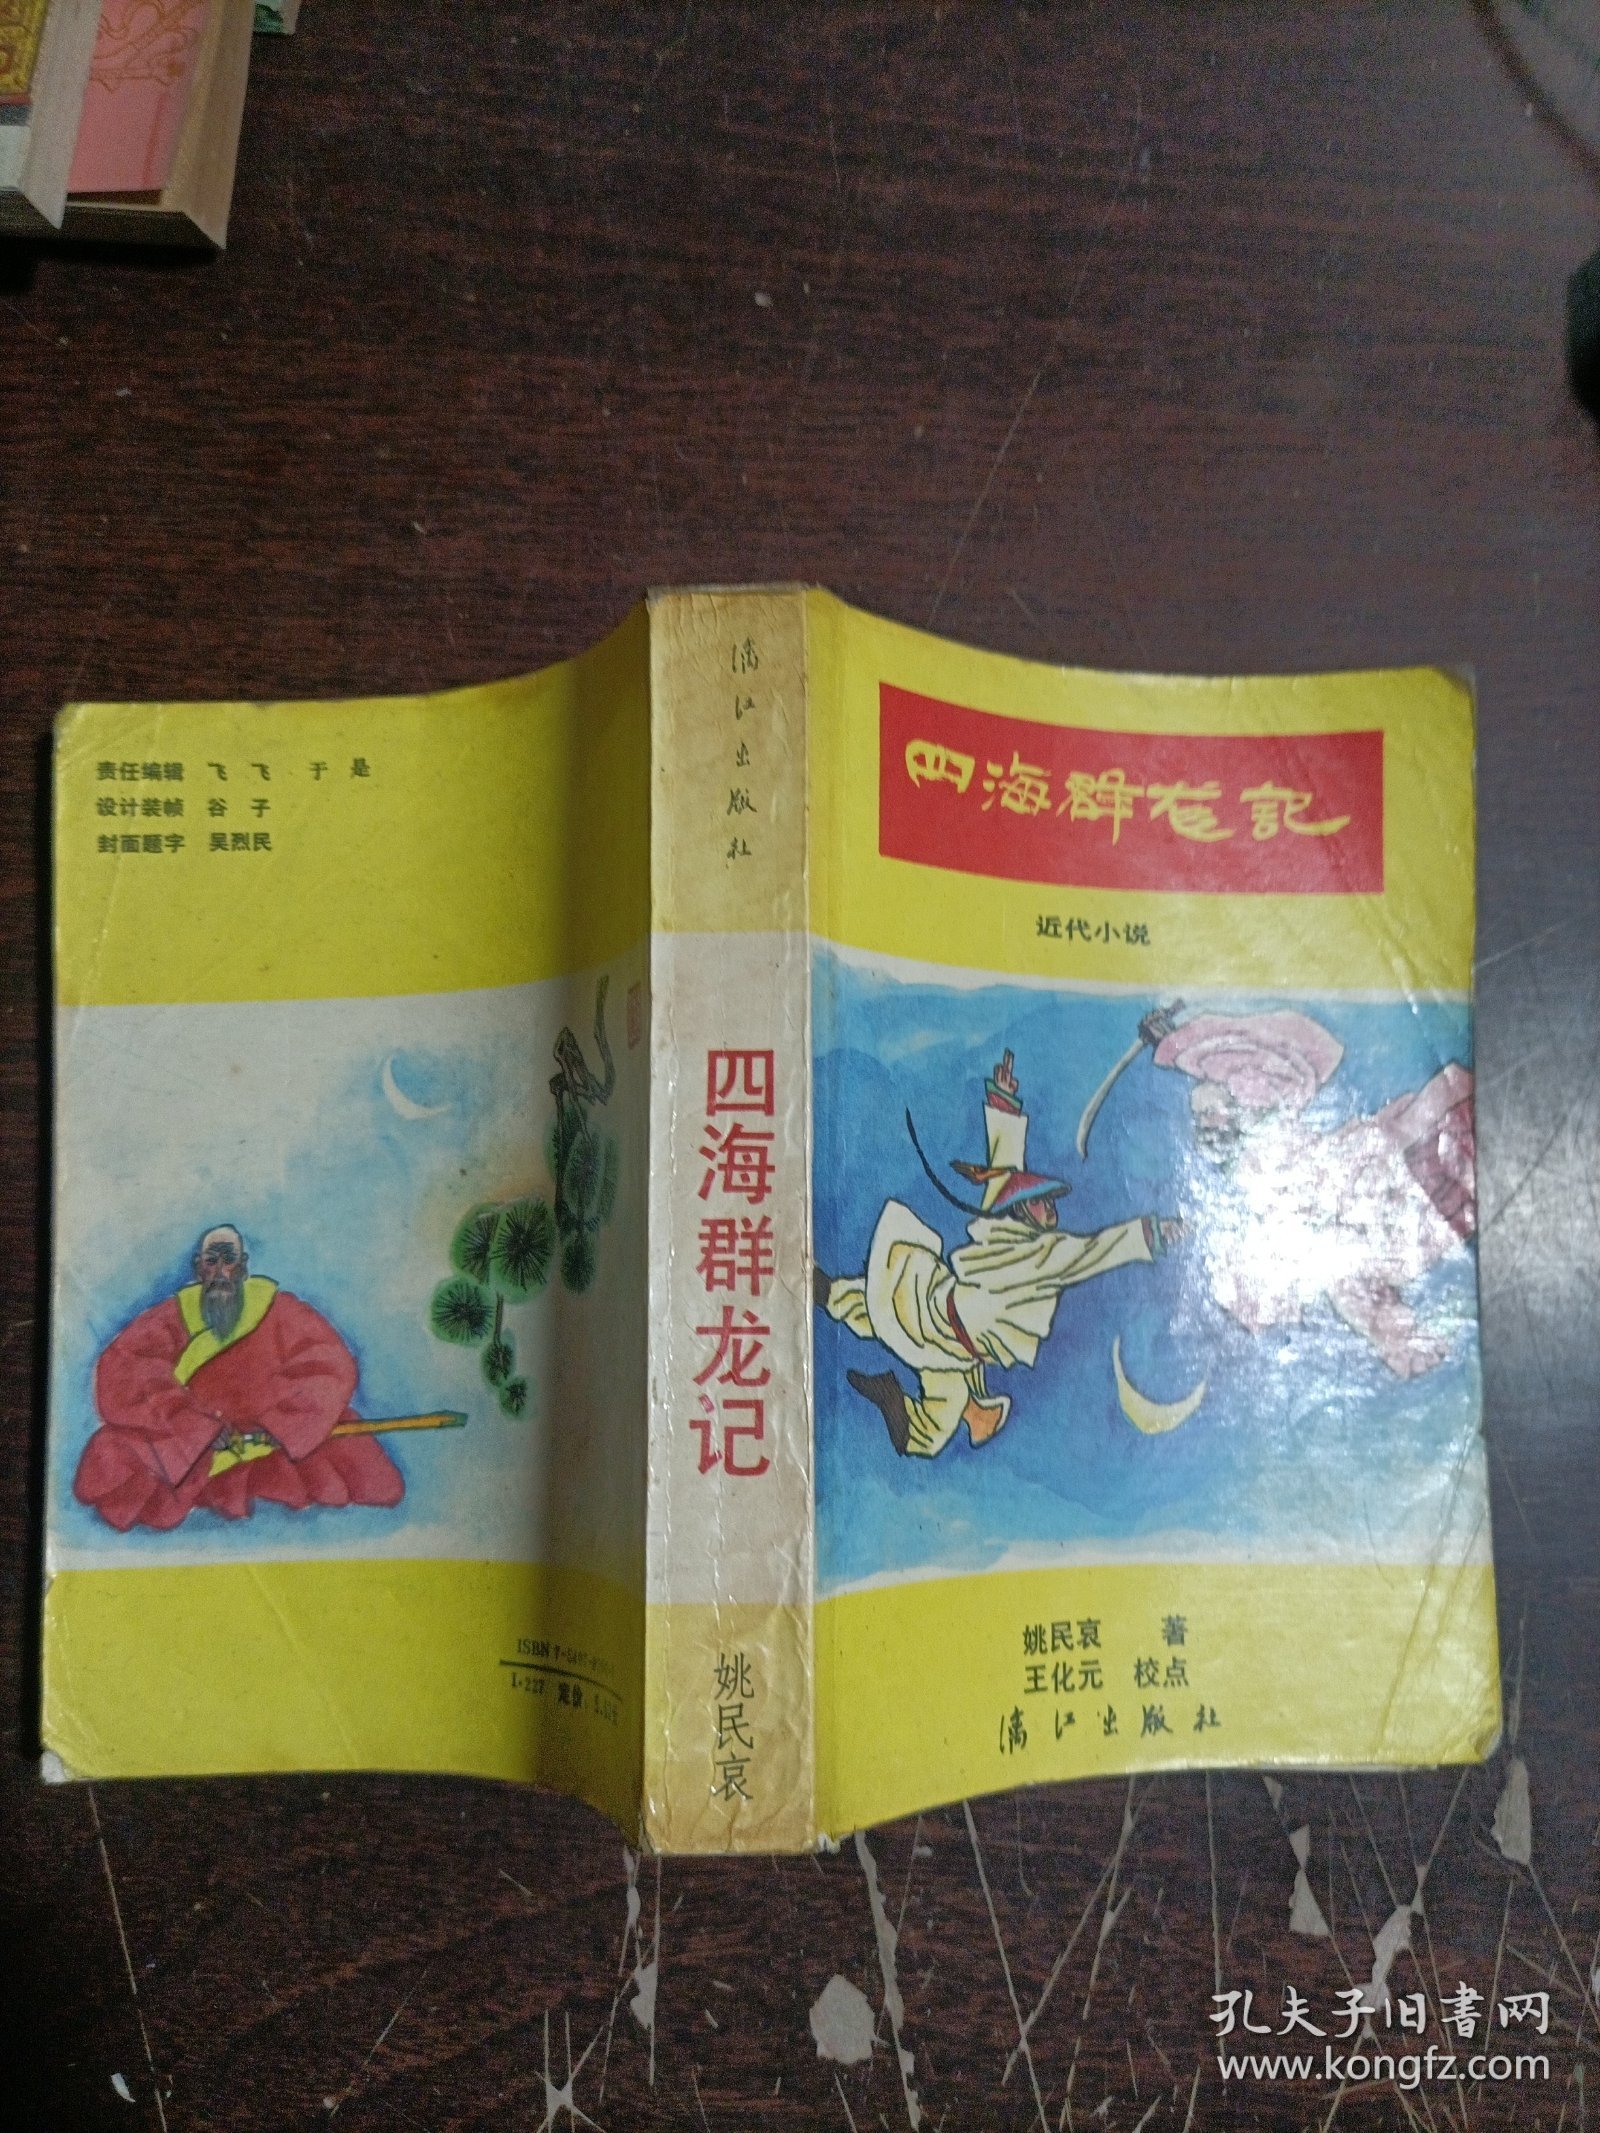 责任编辑 飞 飞 于 是
设计装帧 谷 子
封面题字 吴烈民
I·227 定价
漓江出版社
四海群龙记
姚民哀
四海群龙記
近代小说
姚民哀 著
王化元 校点
漓江出版社
孔夫子旧书网
www.kongfz.com